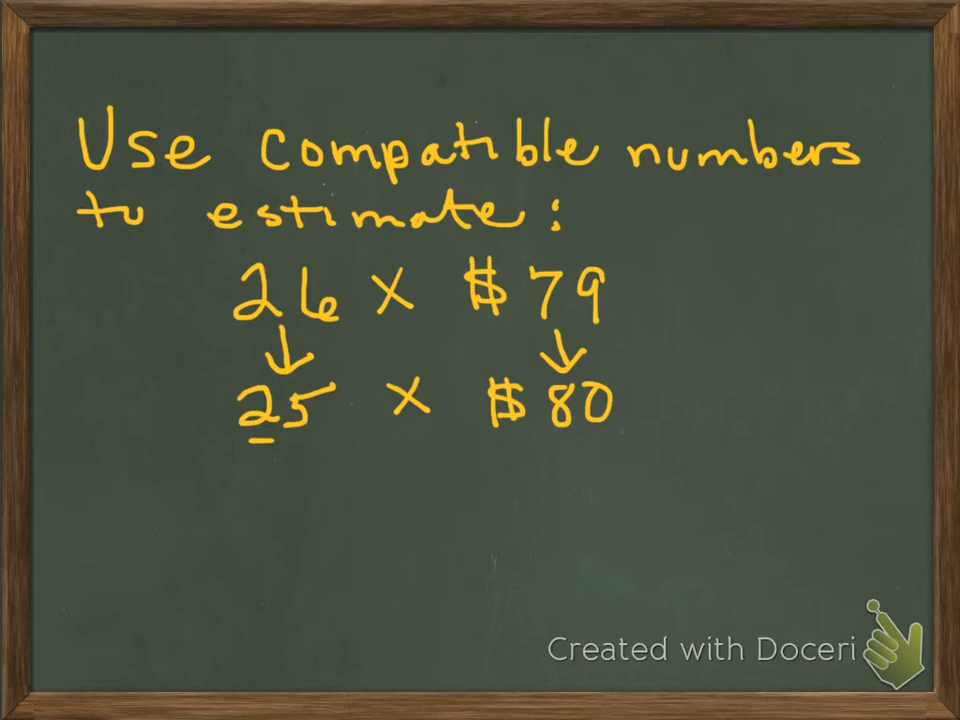 Use compatible numbers
to estimate:
26 x $79
↓ ↓
25 x $80
Created with Doceri